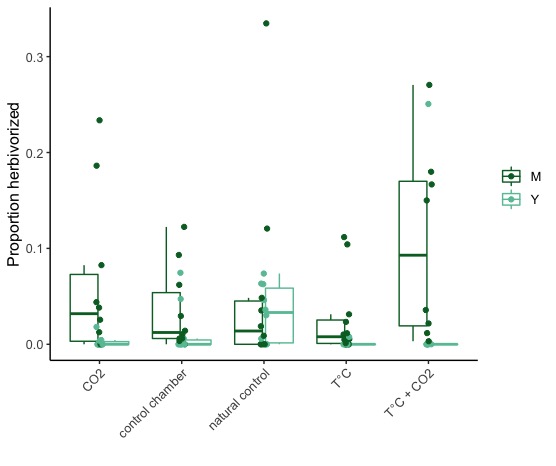 Proportion herbivorized
0.3
0.2
0.1
0.0
CO2
control chamber
natural control
T°C
T°C + CO2
M
Y